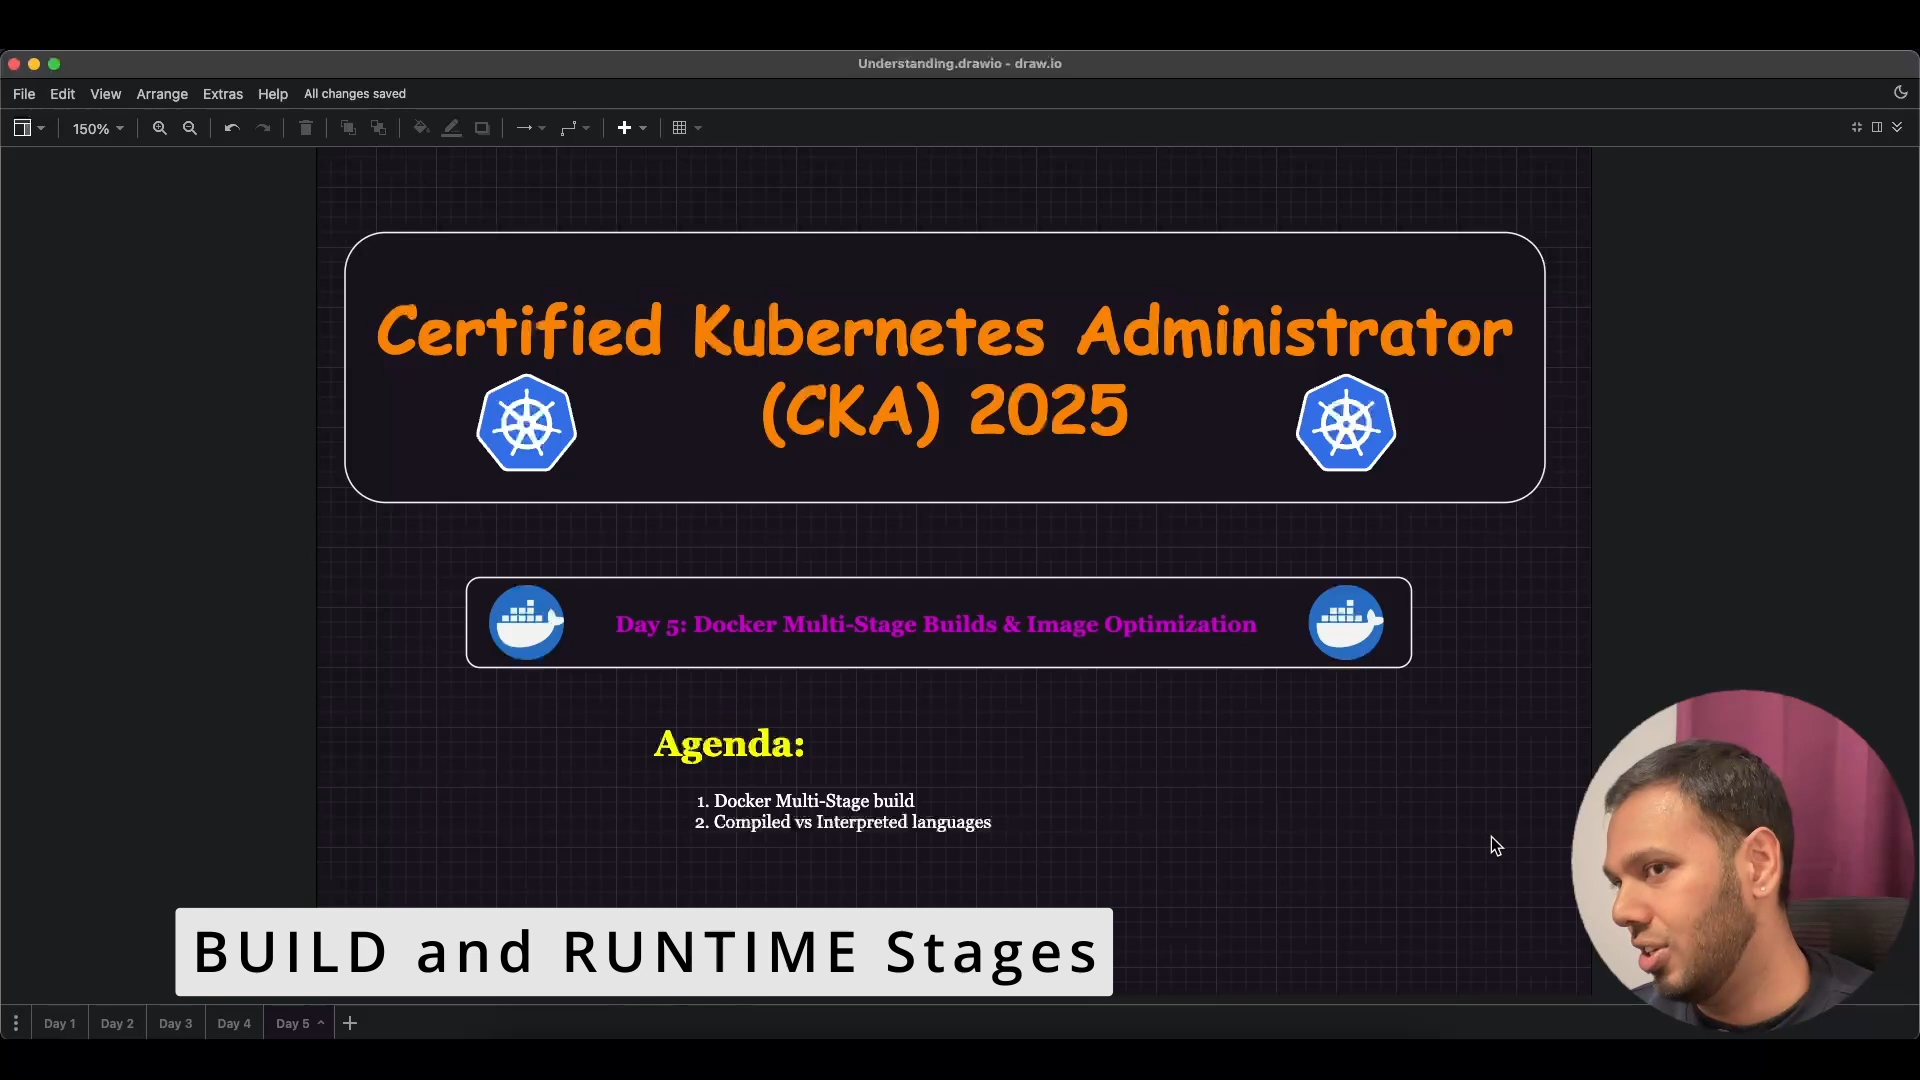 Understanding.drawio - draw.io
File Edit View Arrange Extras Help All changes saved
150%
Certified Kubernetes Administrator
(CKA) 2025
Day 5: Docker Multi-Stage Builds & Image Optimization
Agenda:
1. Docker Multi-Stage build
2. Compiled vs Interpreted languages
BUILD and RUNTIME Stages
Day 1 Day 2 Day 3 Day 4 Day 5